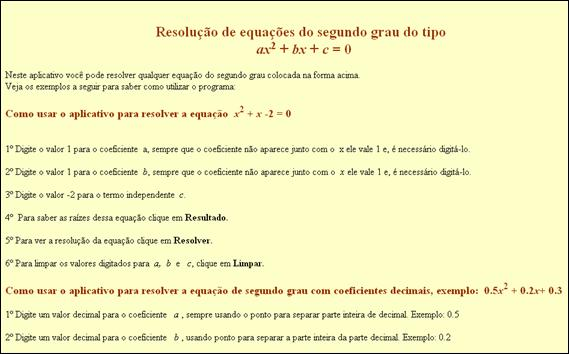 Resolução de equações do segundo grau do tipo
ax² + bx + c = 0
Neste aplicativo você pode resolver qualquer equação do segundo grau colocada na forma acima.
Veja os exemplos a seguir para saber como utilizar o programa:
Como usar o aplicativo para resolver a equação x² + x -2 = 0
1º Digite o valor 1 para o coeficiente a, sempre que o coeficiente não aparece junto com o x ele vale 1 e, é necessário digitá-lo.
2º Digite o valor 1 para o coeficiente b, sempre que o coeficiente não aparece junto com o x ele vale 1 e, é necessário digitá-lo.
3º Digite o valor -2 para o termo independente c.
4º Para saber as raízes dessa equação clique em Resultado.
5º Para ver a resolução da equação clique em Resolver.
6º Para limpar os valores digitados para a, b e c, clique em Limpar.
Como usar o aplicativo para resolver a equação de segundo grau com coeficientes decimais, exemplo: 0.5x² + 0.2x+ 0.3
1º Digite um valor decimal para o coeficiente a , sempre usando o ponto para separar parte inteira de decimal. Exemplo: 0.5
2º Digite um valor decimal para o coeficiente b , usando ponto para separar a parte inteira da parte decimal. Exemplo: 0.2